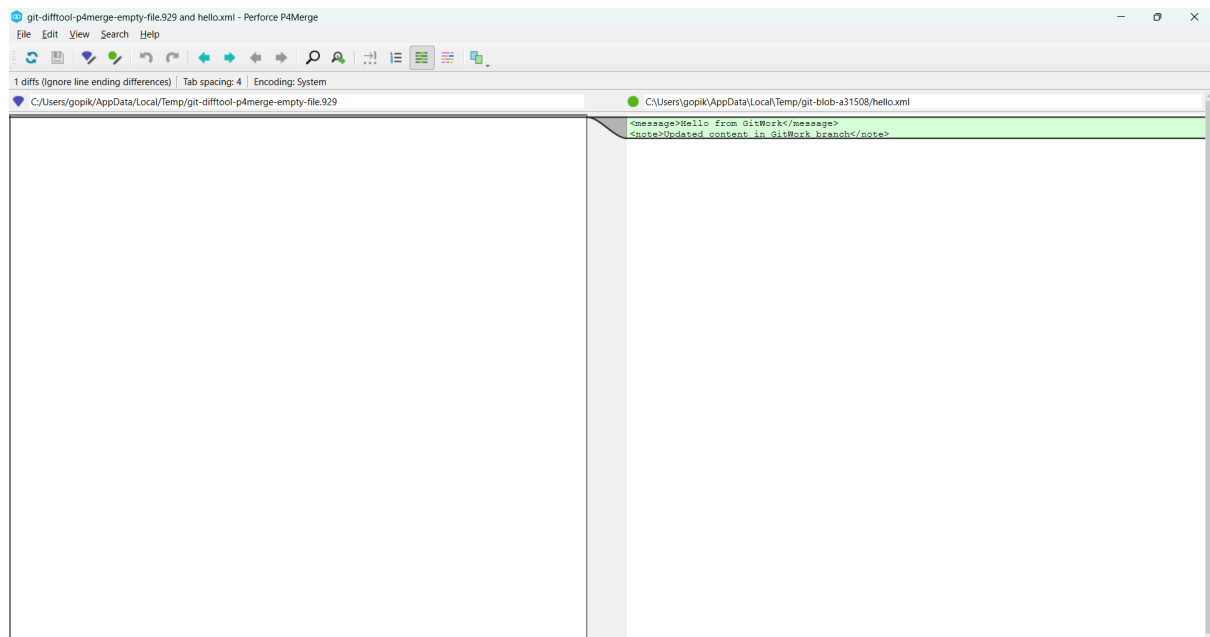 git-difftool-p4merge-empty-file.929 and hello.xml - Perforce P4Merge
File Edit View Search Help
1 diffs (Ignore line ending differences) Tab spacing: 4 Encoding: System
C:/Users/gopik/AppData/Local/Temp/git-difftool-p4merge-empty-file.929
C:\Users\gopik\AppData\Local\Temp/git-blob-a31508/hello.xml
<message>Hello from GitWork</message>
<note>Updated content in GitWork branch</note>